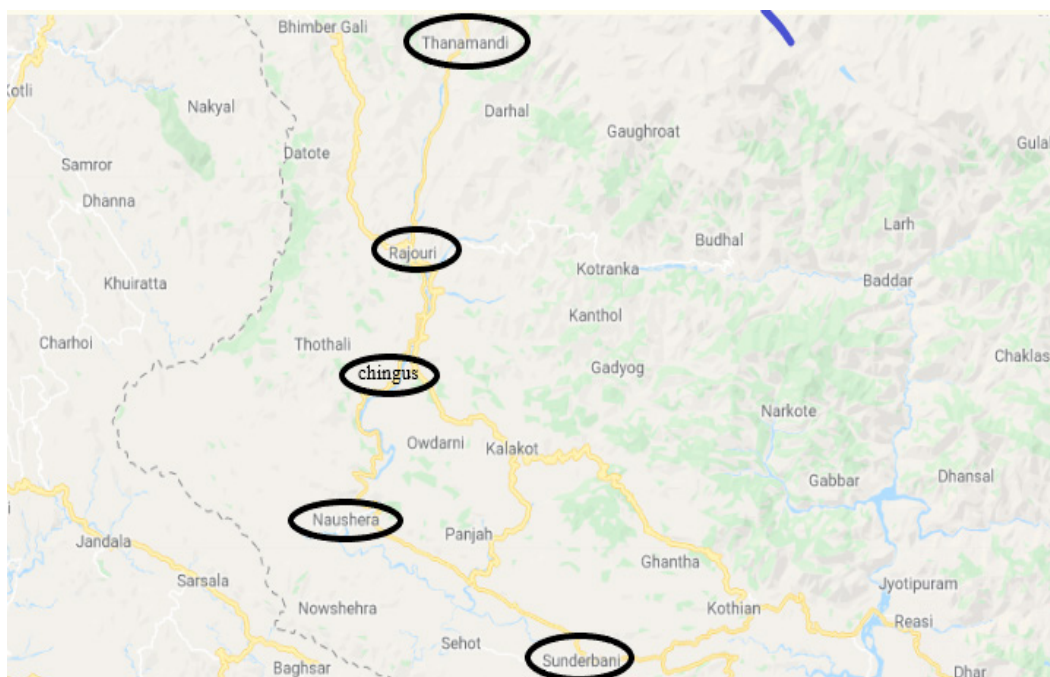 Bhimber Gali
Thanamandi
Kotli
Nakyal
Darhal
Gaughroat
Datote
Samror
Dhanna
Larh
Rajouri
Budhal
Kotranka
Baddar
Khuiratta
Kanthol
Charhoi
Thothali
Chaklas
chingus
Gadyog
Narkote
Owdarni
Kalakot
Gabbar
Dhansal
Naushera
Panjah
Jandala
Ghantha
Sarsala
Jyotipuram
Nowshehra
Kothian
Reasi
Sehot
Sunderbani
Baghsar
Dhar